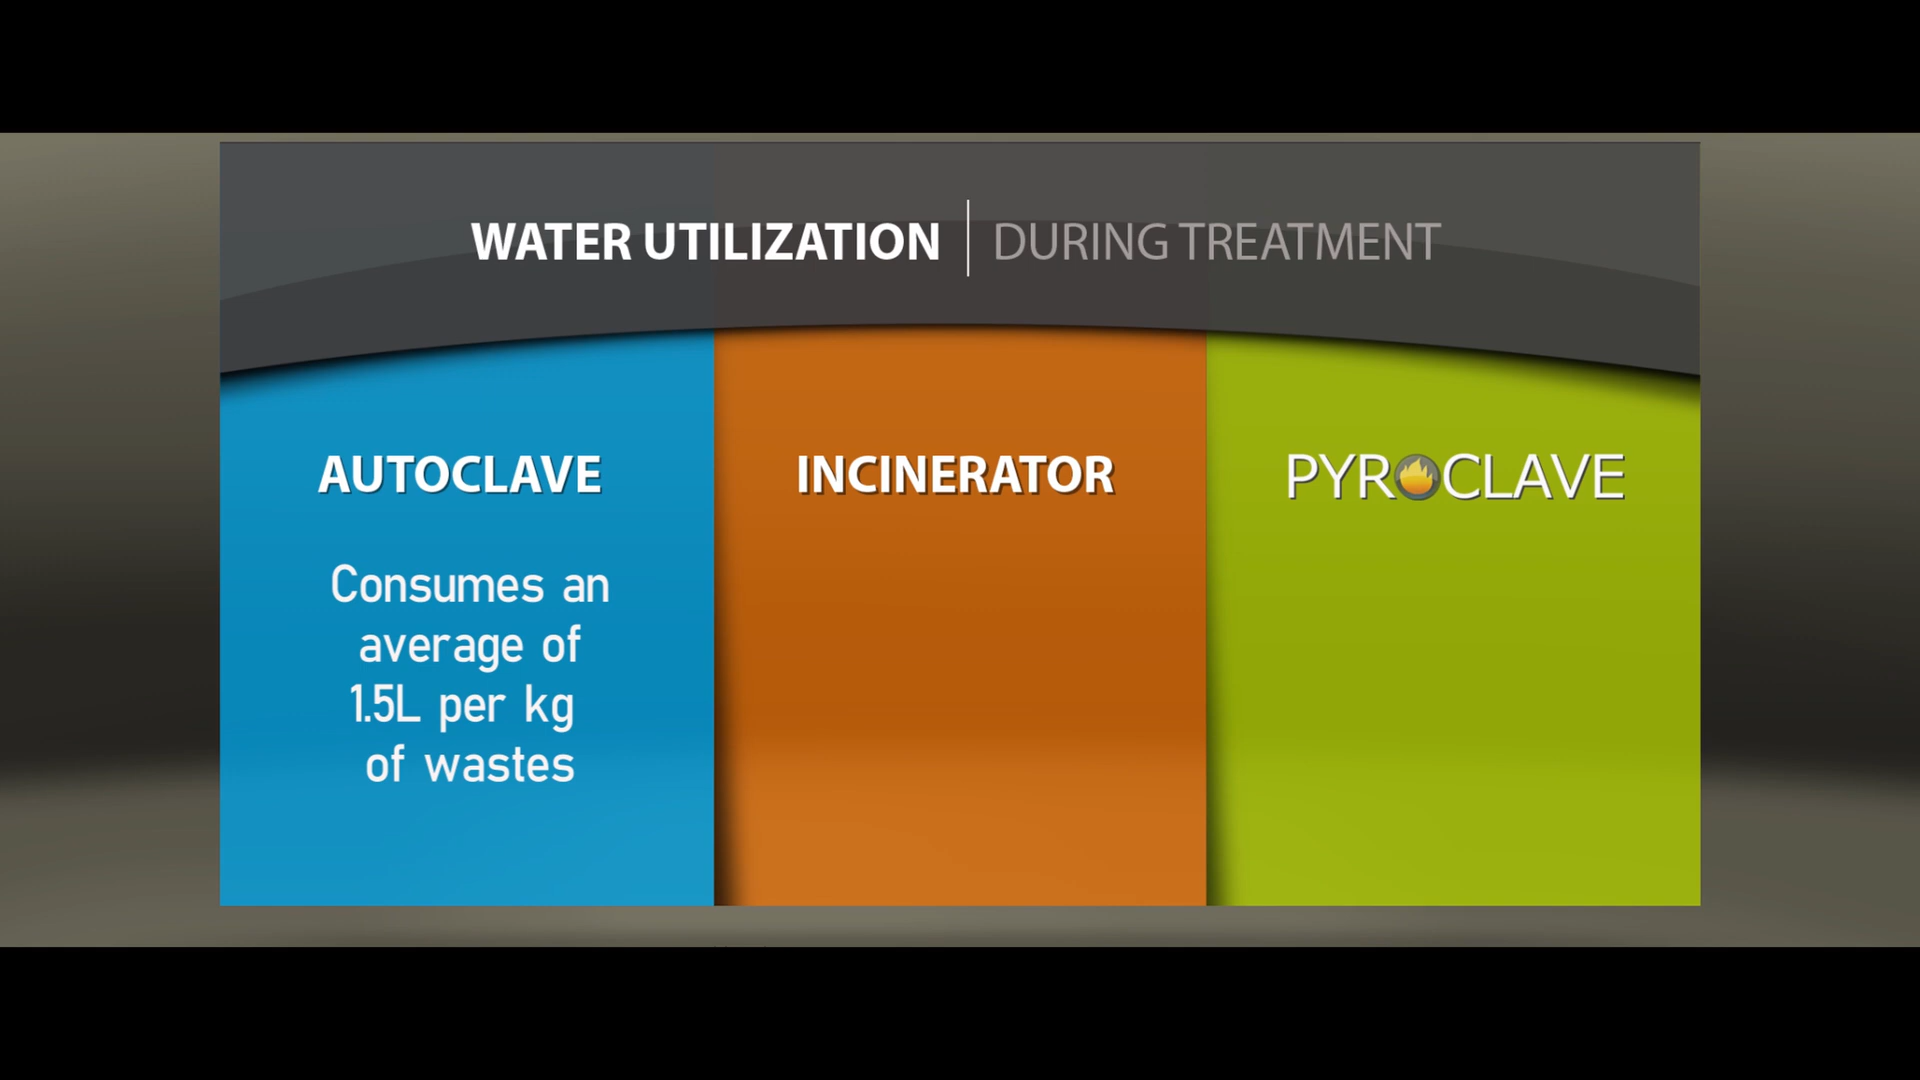 WATER UTILIZATION | DURING TREATMENT
AUTOCLAVE
Consumes an
average of
1.5L per kg
of wastes
INCINERATOR
PYROCLAVE